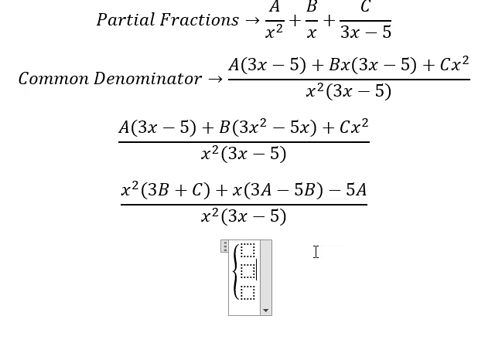 Partial Fractions → A/x² + B/x + C/(3x − 5)
Common Denominator → (A(3x − 5) + Bx(3x − 5) + Cx²)/(x²(3x − 5))
(A(3x − 5) + B(3x² − 5x) + Cx²)/(x²(3x − 5))
(x²(3B + C) + x(3A − 5B) − 5A)/(x²(3x − 5))